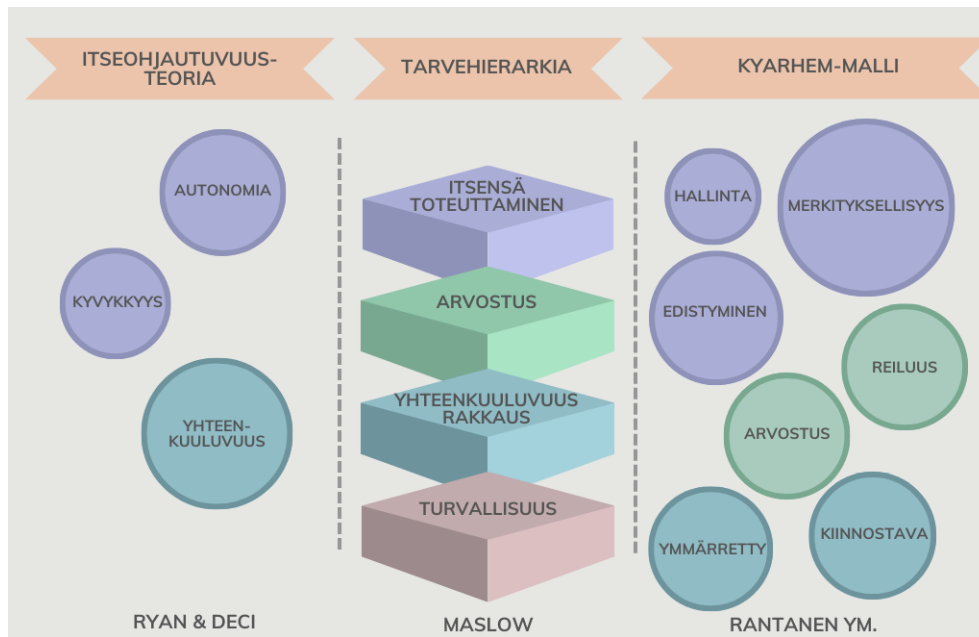 ITSEOHJAUTUVUUS-
TEORIA
TARVEHIERARKIA
KYARHEM-MALLI
AUTONOMIA
KYVYKKYYS
YHTEEN-
KUULUVUUS
ITSENSÄ
TOTEUTTAMINEN
ARVOSTUS
YHTEENKUULUVUUS
RAKKAUS
TURVALLISUUS
HALLINTA
MERKITYKSELLISYYS
EDISTYMINEN
REILUUS
ARVOSTUS
YMMÄRRETTY
KIINNOSTAVA
RYAN & DECI
MASLOW
RANTANEN YM.